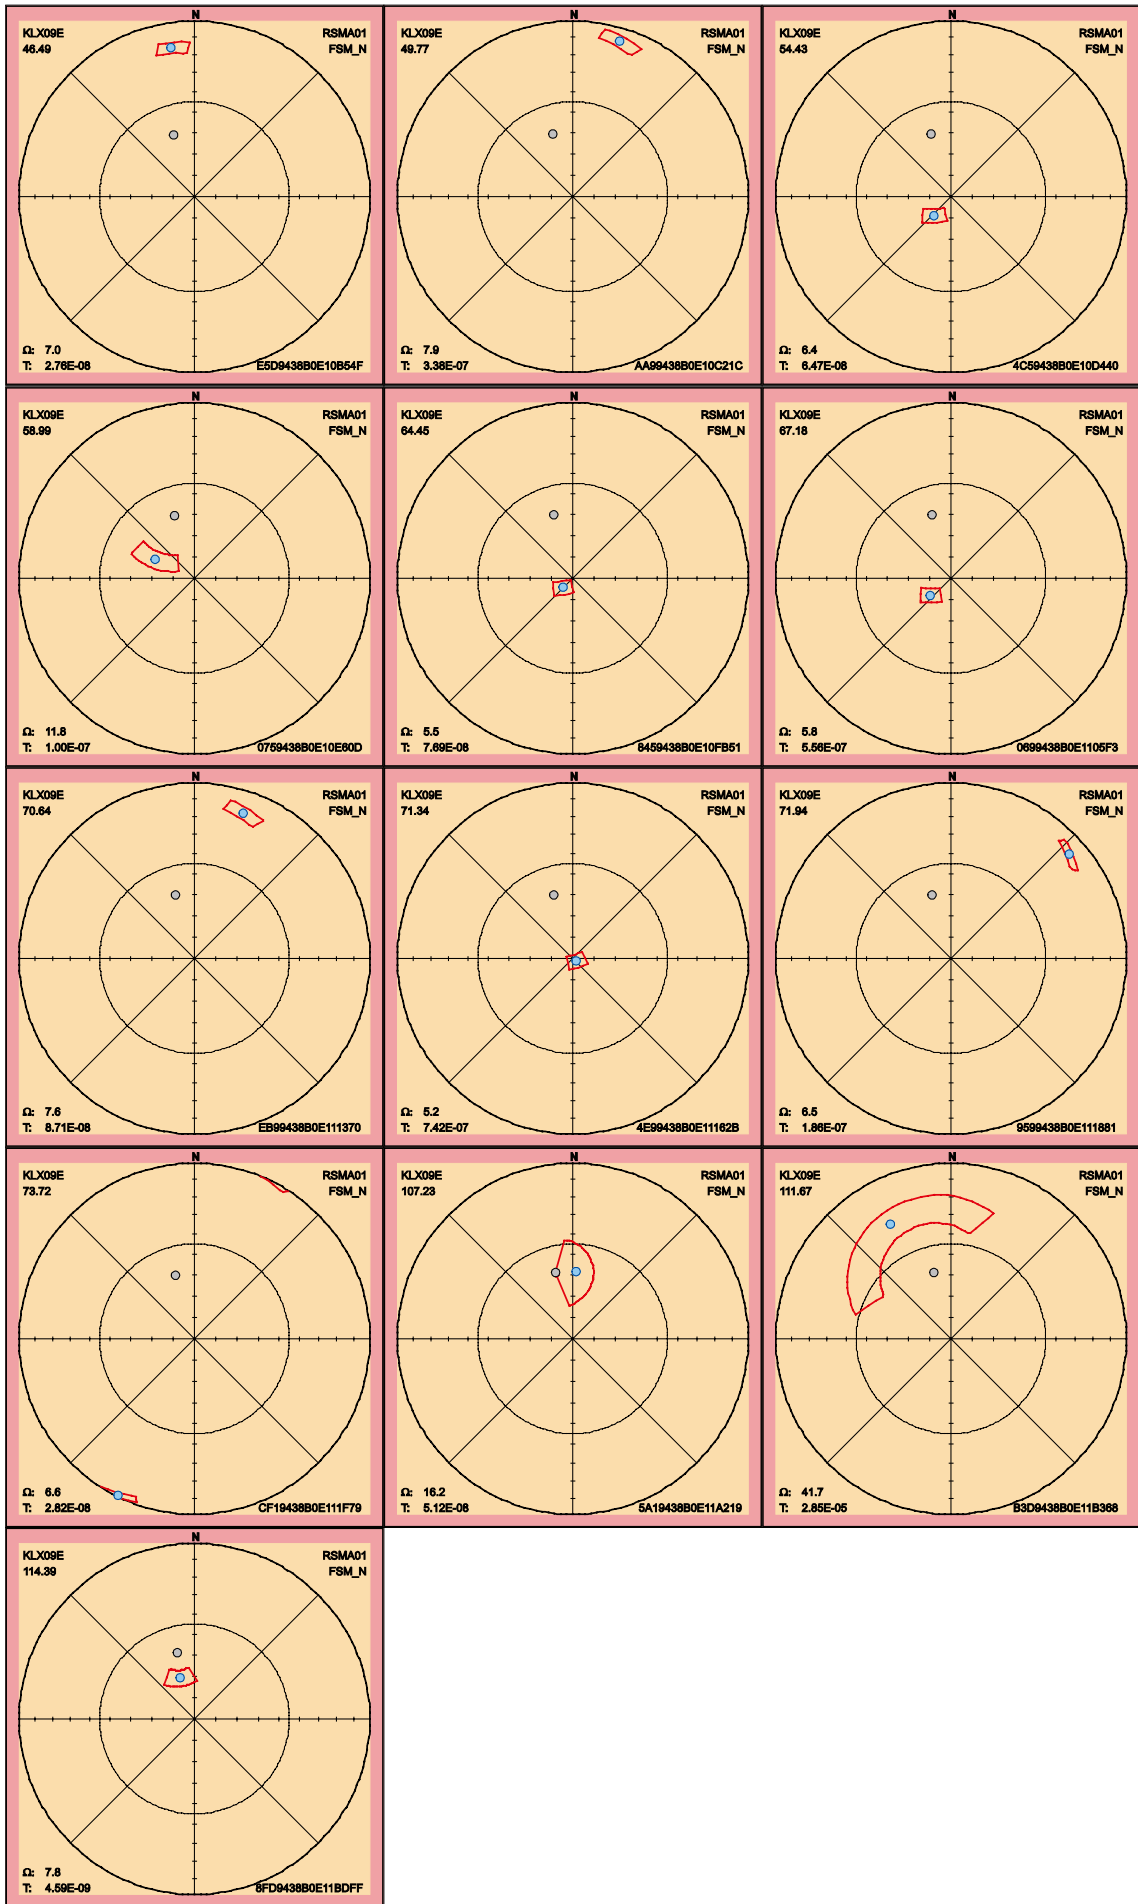 N
KLX09E RSMA01
46.49 FSM_N
Ω: 7.0
T: 2.76E-08 E5D9438B0E10B54F
N
KLX09E RSMA01
49.77 FSM_N
Ω: 7.9
T: 3.38E-07 AA99438B0E10C21C
N
KLX09E RSMA01
54.43 FSM_N
Ω: 6.4
T: 6.47E-08 4C59438B0E10D440
N
KLX09E RSMA01
58.99 FSM_N
Ω: 11.8
T: 1.00E-07 0759438B0E10E60D
N
KLX09E RSMA01
64.45 FSM_N
Ω: 5.5
T: 7.69E-08 8459438B0E10FB51
N
KLX09E RSMA01
67.18 FSM_N
Ω: 5.8
T: 5.56E-07 0699438B0E1105F3
N
KLX09E RSMA01
70.64 FSM_N
Ω: 7.6
T: 8.71E-08 EB99438B0E111370
N
KLX09E RSMA01
71.34 FSM_N
Ω: 5.2
T: 7.42E-07 4E99438B0E11162B
N
KLX09E RSMA01
71.94 FSM_N
Ω: 6.5
T: 1.86E-07 9599438B0E111881
N
KLX09E RSMA01
73.72 FSM_N
Ω: 6.6
T: 2.82E-08 CF19438B0E111F79
N
KLX09E RSMA01
107.23 FSM_N
Ω: 16.2
T: 5.12E-08 5A19438B0E11A219
N
KLX09E RSMA01
111.67 FSM_N
Ω: 41.7
T: 2.85E-05 B3D9438B0E11B368
N
KLX09E RSMA01
114.39 FSM_N
Ω: 7.8
T: 4.59E-09 8FD9438B0E11BDFF